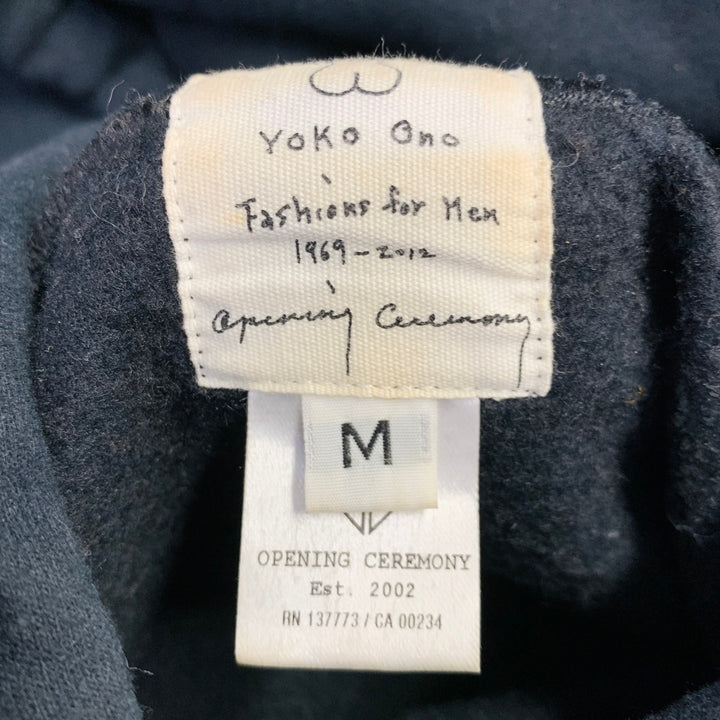 Yoko Ono
Fashions for Men
1969-2012
Opening Ceremony
M
OPENING CEREMONY
Est. 2002
RN 137773 / CA 00234